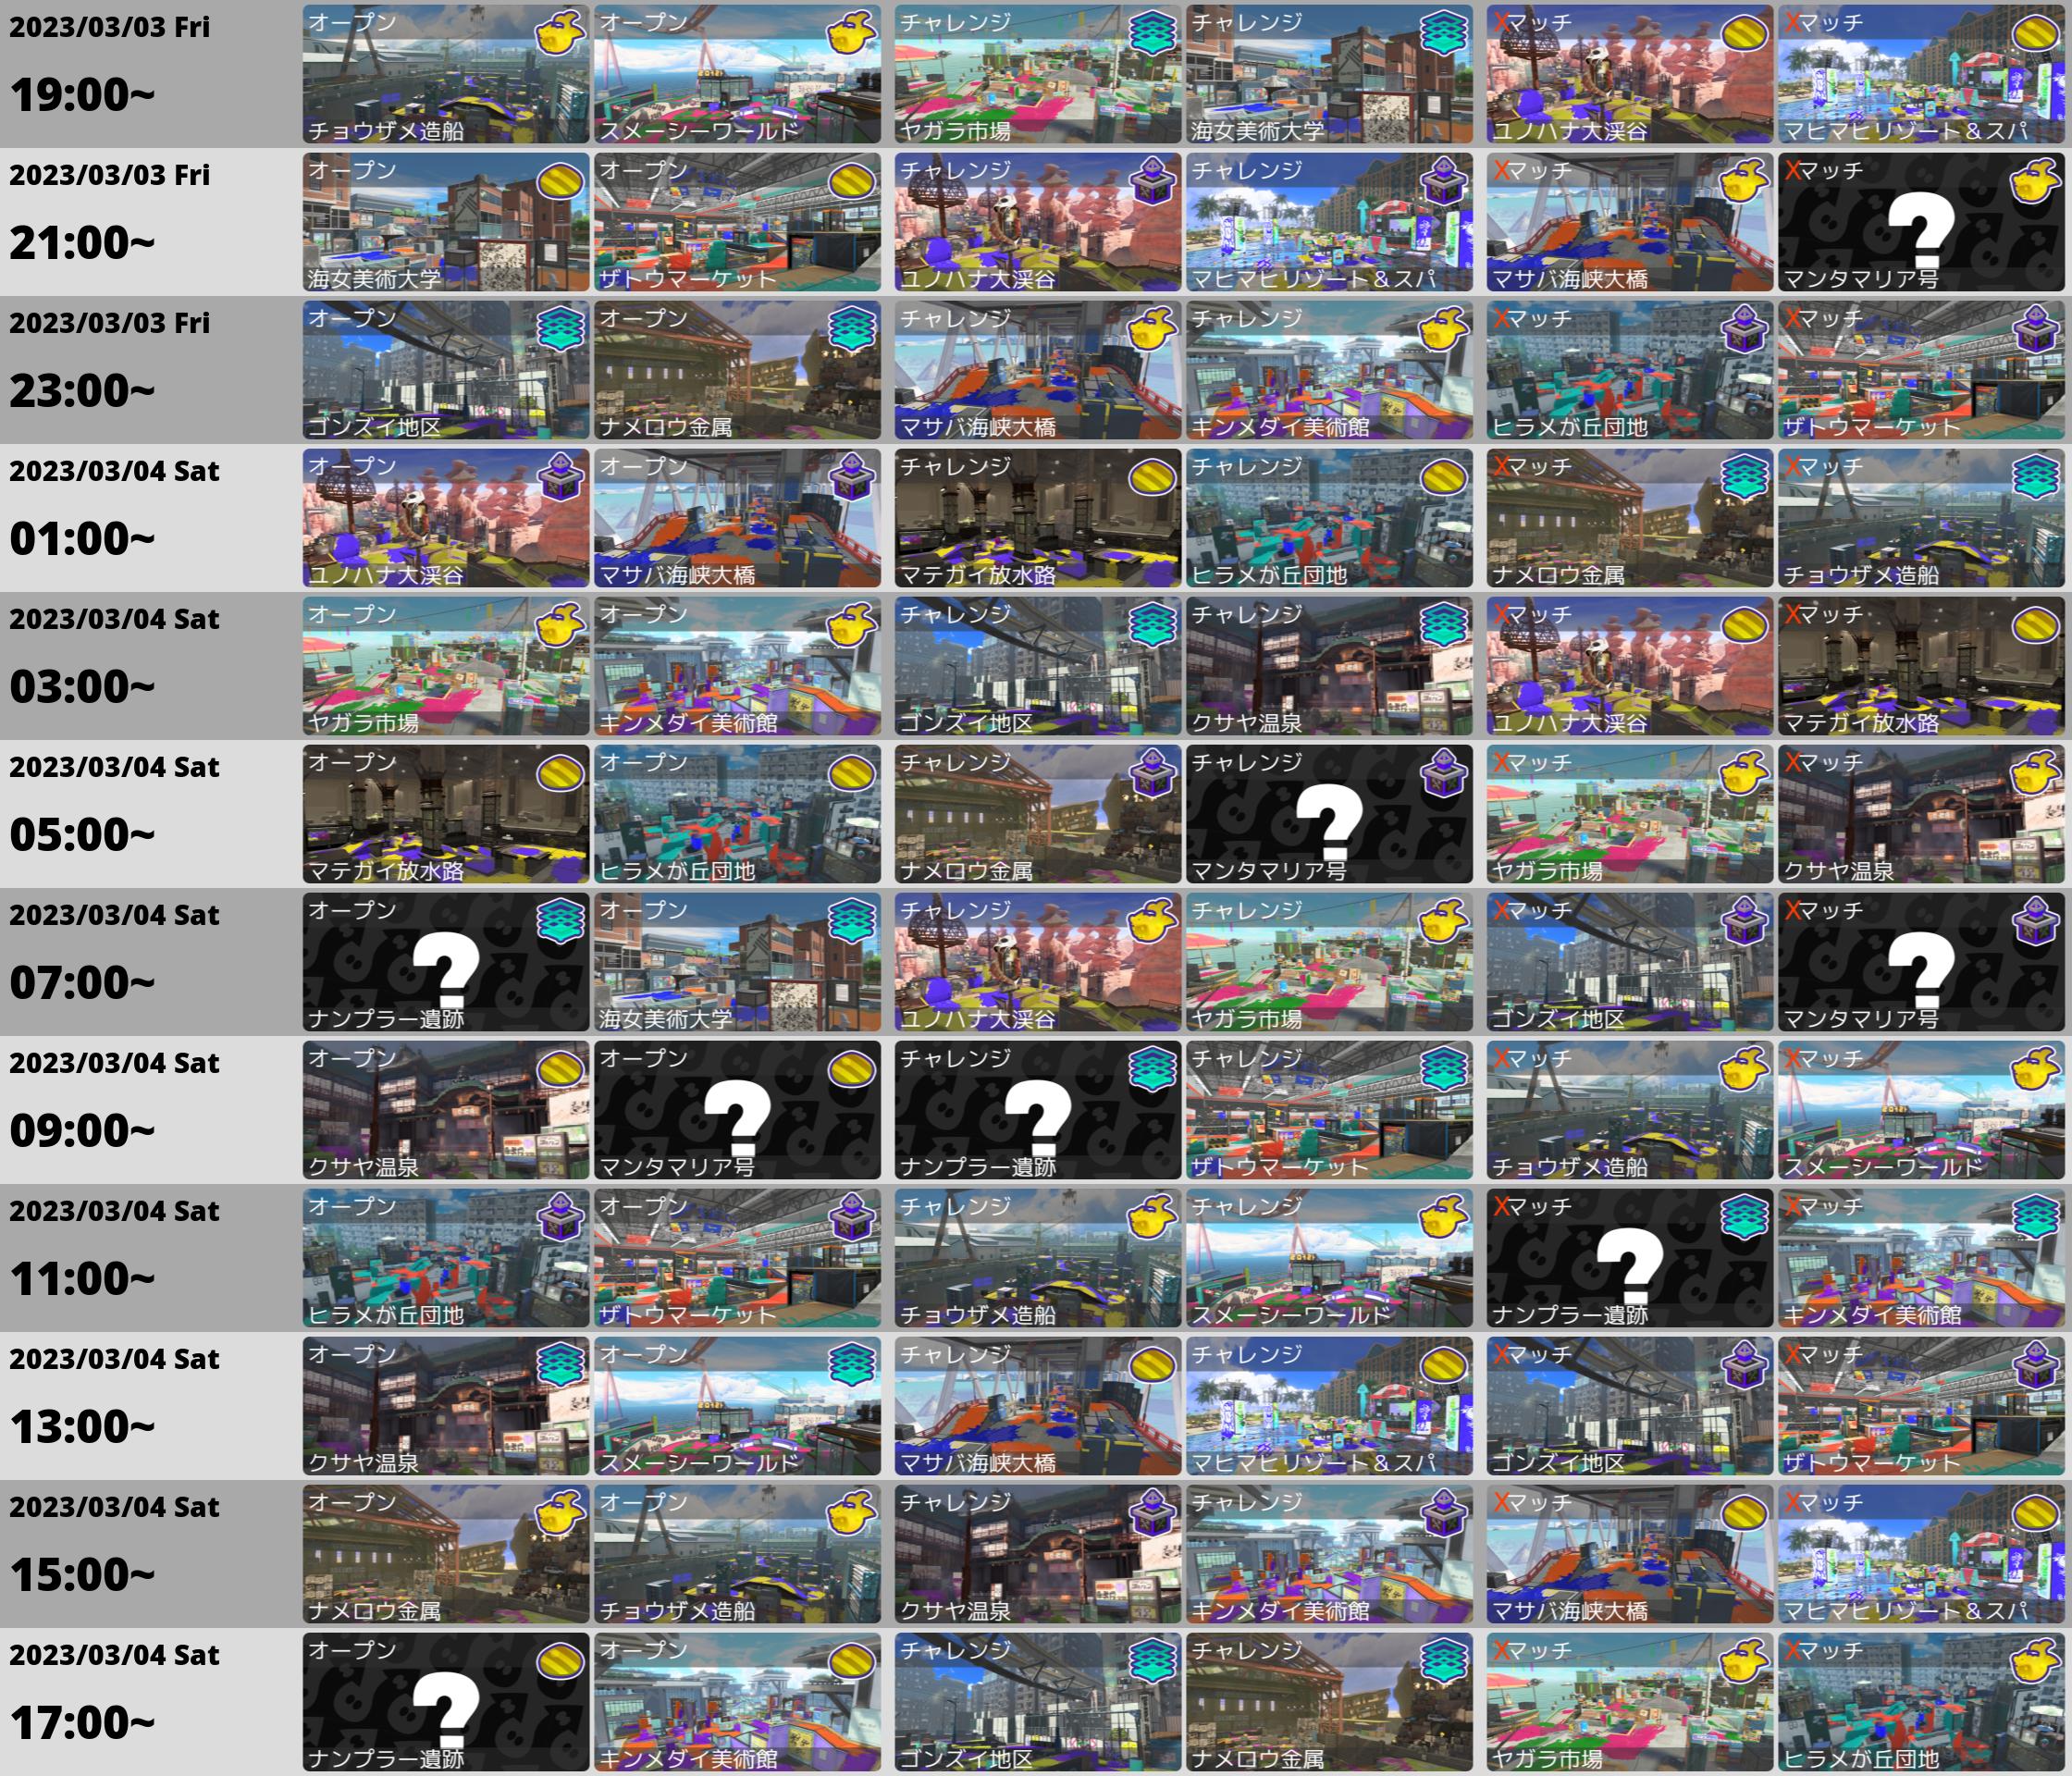 2023/03/03 Fri
19:00~
オープン オープン チャレンジ チャレンジ Xマッチ Xマッチ
チョウザメ造船 スメーシーワールド ヤガラ市場 海女美術大学 ユノハナ大渓谷 マヒマヒリゾート＆スパ
2023/03/03 Fri
21:00~
オープン オープン チャレンジ チャレンジ Xマッチ Xマッチ
海女美術大学 ザトウマーケット ユノハナ大渓谷 マヒマヒリゾート＆スパ マサバ海峡大橋 マンタマリア号
2023/03/03 Fri
23:00~
オープン オープン チャレンジ チャレンジ Xマッチ Xマッチ
ゴンズイ地区 ナメロウ金属 マサバ海峡大橋 キンメダイ美術館 ヒラメが丘団地 ザトウマーケット
2023/03/04 Sat
01:00~
オープン オープン チャレンジ チャレンジ Xマッチ Xマッチ
ユノハナ大渓谷 マサバ海峡大橋 マテガイ放水路 ヒラメが丘団地 ナメロウ金属 チョウザメ造船
2023/03/04 Sat
03:00~
オープン オープン チャレンジ チャレンジ Xマッチ Xマッチ
ヤガラ市場 キンメダイ美術館 ゴンズイ地区 クサヤ温泉 ユノハナ大渓谷 マテガイ放水路
2023/03/04 Sat
05:00~
オープン オープン チャレンジ チャレンジ Xマッチ Xマッチ
マテガイ放水路 ヒラメが丘団地 ナメロウ金属 マンタマリア号 ヤガラ市場 クサヤ温泉
2023/03/04 Sat
07:00~
オープン オープン チャレンジ チャレンジ Xマッチ Xマッチ
ナンプラー遺跡 海女美術大学 ユノハナ大渓谷 ヤガラ市場 ゴンズイ地区 マンタマリア号
2023/03/04 Sat
09:00~
オープン オープン チャレンジ チャレンジ Xマッチ Xマッチ
クサヤ温泉 マンタマリア号 ナンプラー遺跡 ザトウマーケット チョウザメ造船 スメーシーワールド
2023/03/04 Sat
11:00~
オープン オープン チャレンジ チャレンジ Xマッチ Xマッチ
ヒラメが丘団地 ザトウマーケット チョウザメ造船 スメーシーワールド ナンプラー遺跡 キンメダイ美術館
2023/03/04 Sat
13:00~
オープン オープン チャレンジ チャレンジ Xマッチ Xマッチ
クサヤ温泉 スメーシーワールド マサバ海峡大橋 マヒマヒリゾート＆スパ ゴンズイ地区 ザトウマーケット
2023/03/04 Sat
15:00~
オープン オープン チャレンジ チャレンジ Xマッチ Xマッチ
ナメロウ金属 チョウザメ造船 クサヤ温泉 キンメダイ美術館 マサバ海峡大橋 マヒマヒリゾート＆スパ
2023/03/04 Sat
17:00~
オープン オープン チャレンジ チャレンジ Xマッチ Xマッチ
ナンプラー遺跡 キンメダイ美術館 ゴンズイ地区 ナメロウ金属 ヤガラ市場 ヒラメが丘団地